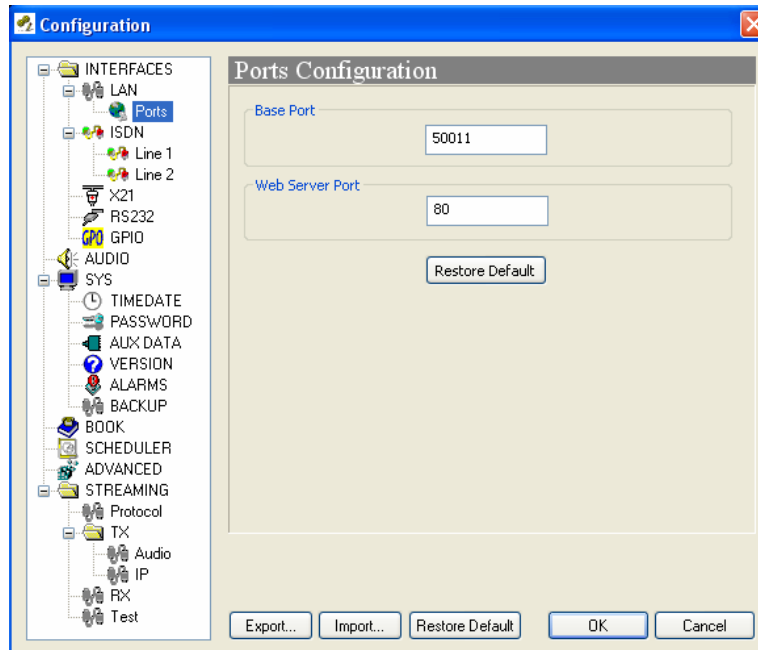 Configuration
INTERFACES
LAN
Ports
ISDN
Line 1
Line 2
X21
RS232
GPO GPIO
AUDIO
SYS
TIMEDATE
PASSWORD
AUX DATA
VERSION
ALARMS
BACKUP
BOOK
SCHEDULER
ADVANCED
STREAMING
Protocol
TX
Audio
IP
RX
Test
Ports Configuration
Base Port
50011
Web Server Port
80
Restore Default
Export... Import... Restore Default OK Cancel